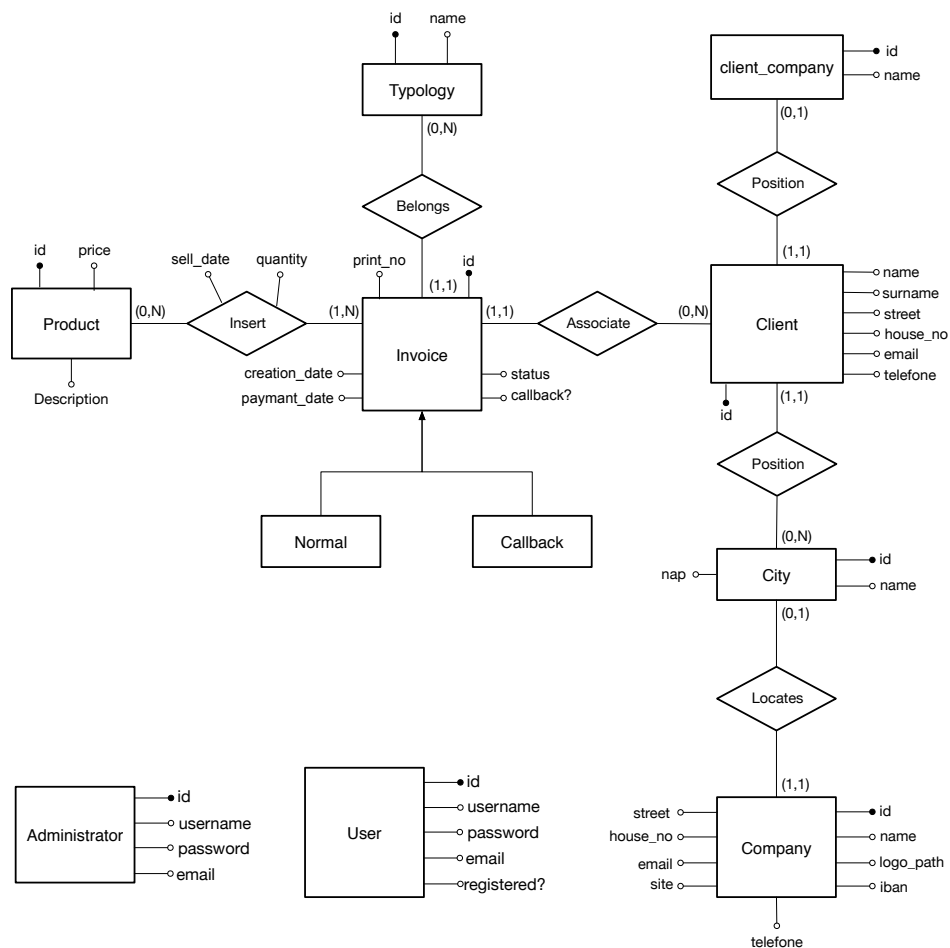 id name
Typology
(0,N)
Belongs
(1,1)
client_company
id
name
(0,1)
Position
(1,1)
id price
Product
Description
(0,N)
sell_date quantity
Insert
(1,N)
print_no id
Invoice
creation_date
paymant_date
status
callback?
(1,1)
Associate
(0,N)
Client
name
surname
street
house_no
email
telefone
id
(1,1)
Position
(0,N)
Normal
Callback
nap
City
id
name
(0,1)
Locates
(1,1)
Administrator
id
username
password
email
User
id
username
password
email
registered?
street
house_no
email
site
Company
id
name
logo_path
iban
telefone